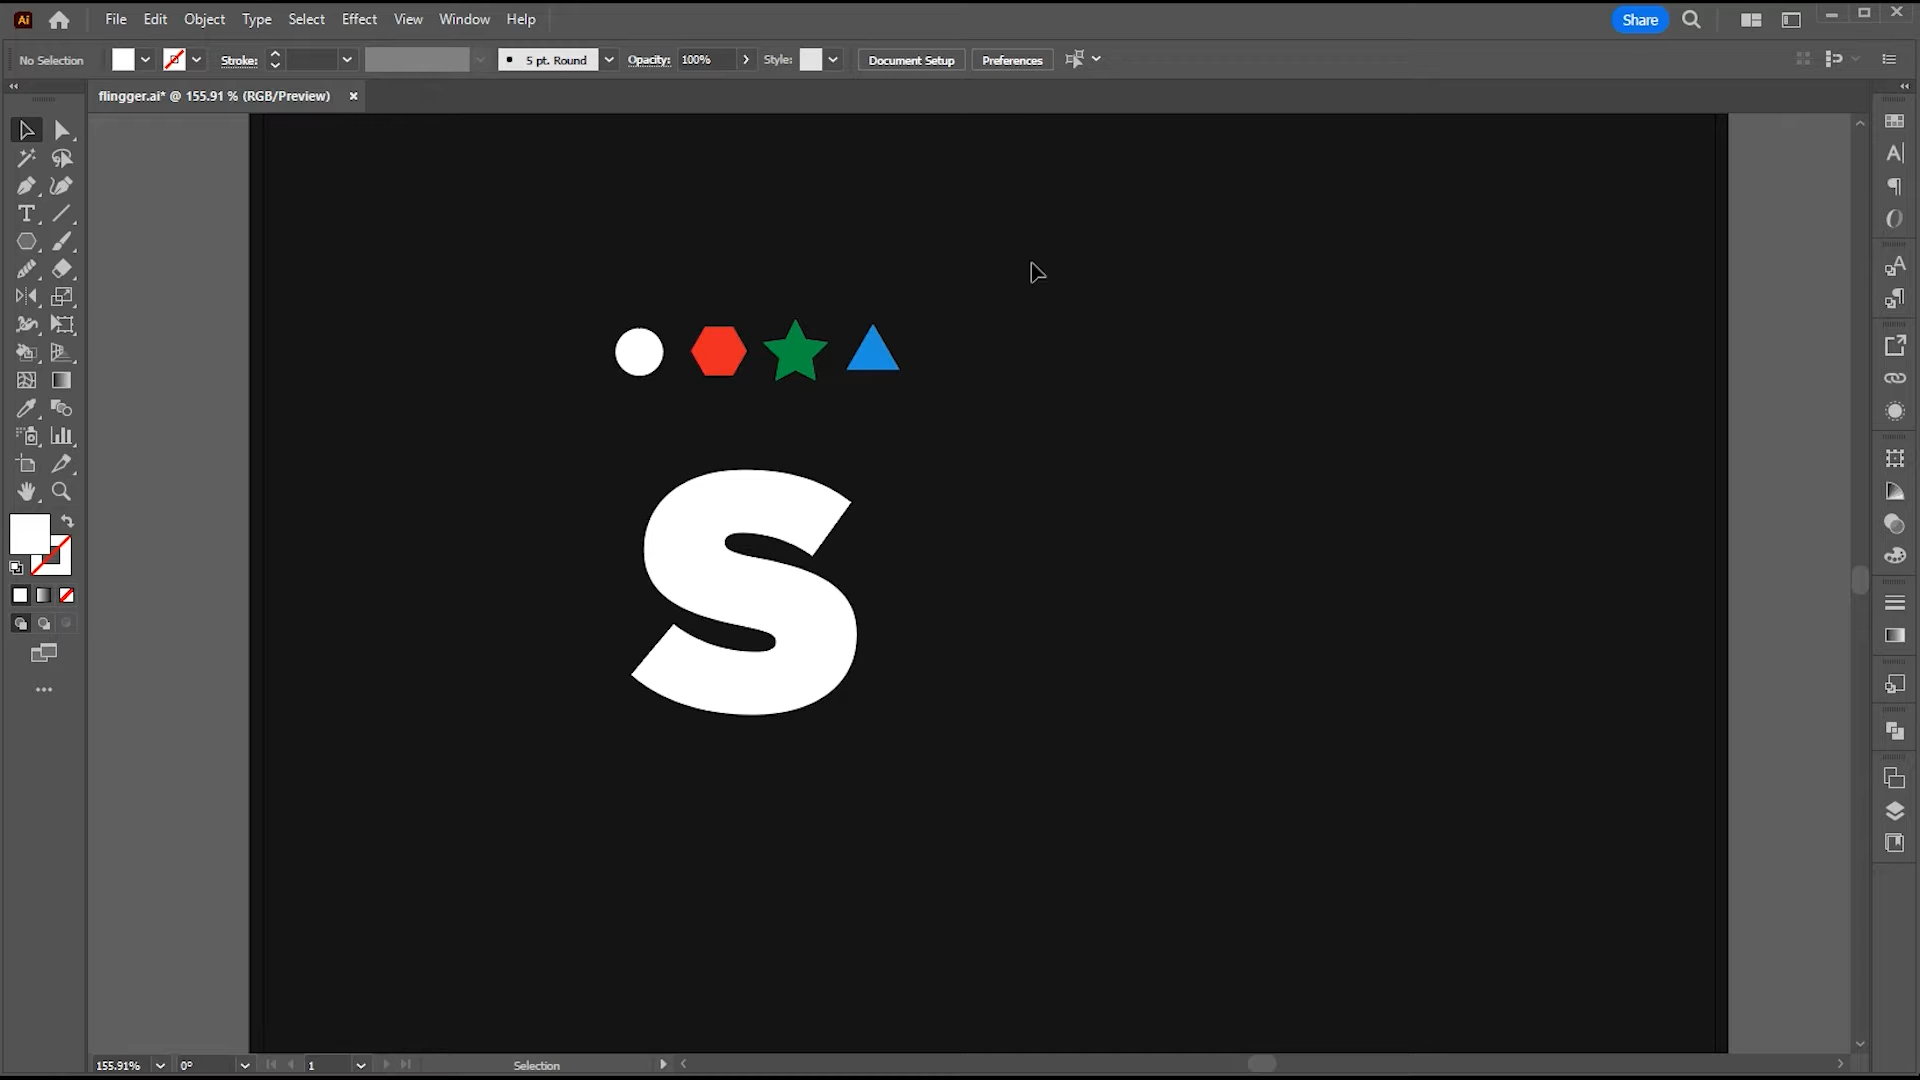 Ai File Edit Object Type Select Effect View Window Help Share
No Selection Stroke: 5 pt. Round Opacity: 100% Style: Document Setup Preferences
flingger.ai* @ 155.91 % (RGB/Preview)
S
155.91% 0° 1 Selection